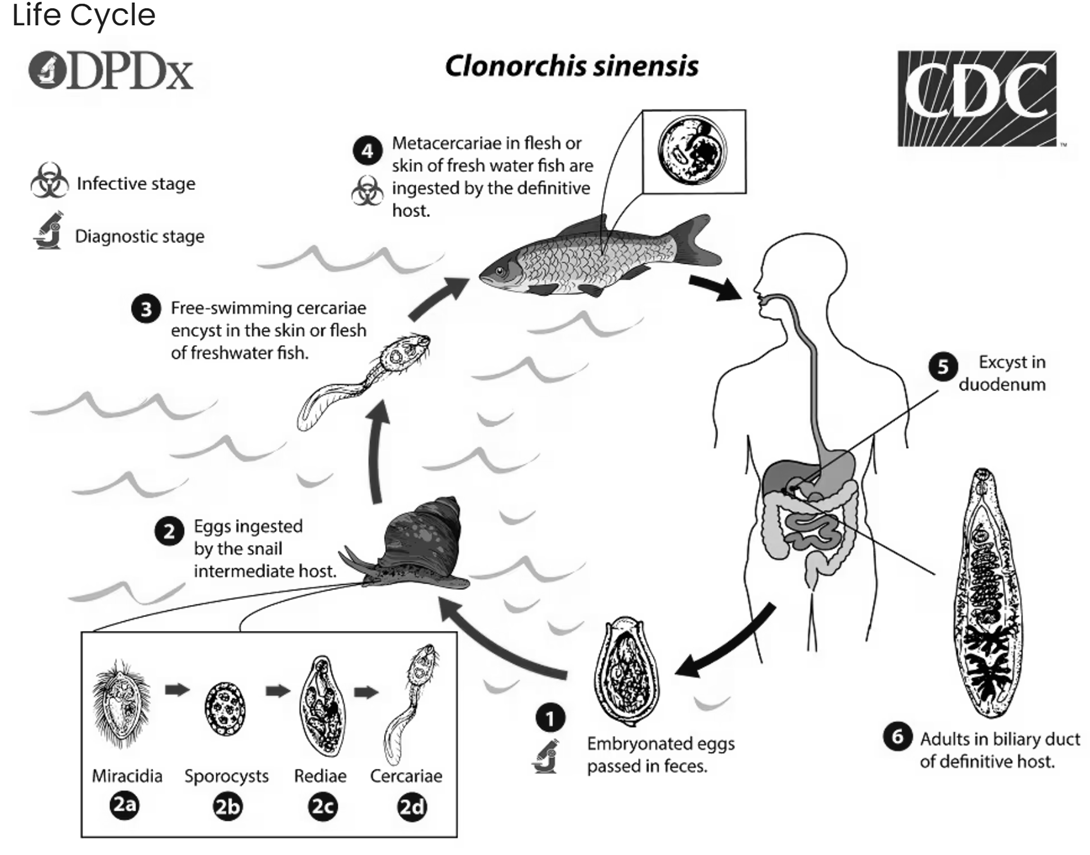 Life Cycle
DPDx
Clonorchis sinensis
CDC
TM
Infective stage
Diagnostic stage
4
Metacercariae in flesh or
skin of fresh water fish are
ingested by the definitive
host.
3
Free-swimming cercariae
encyst in the skin or flesh
of freshwater fish.
5
Excyst in
duodenum
2
Eggs ingested
by the snail
intermediate host.
1
Embryonated eggs
passed in feces.
6
Adults in biliary duct
of definitive host.
Miracidia
Sporocysts
Rediae
Cercariae
2a
2b
2c
2d